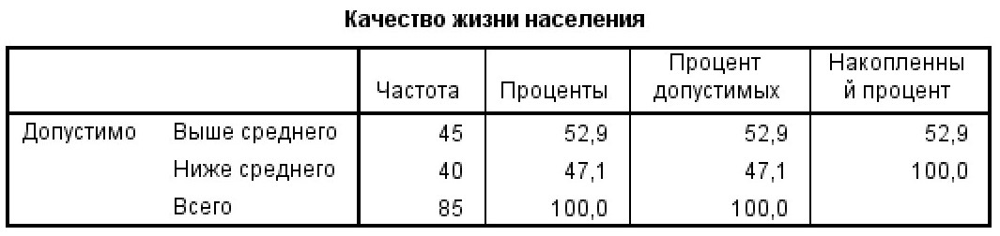 Качество жизни населения
Частота Проценты Процент допустимых Накопленны
й процент
Допустимо Выше среднего 45 52,9 52,9 52,9
Ниже среднего 40 47,1 47,1 100,0
Всего 85 100,0 100,0